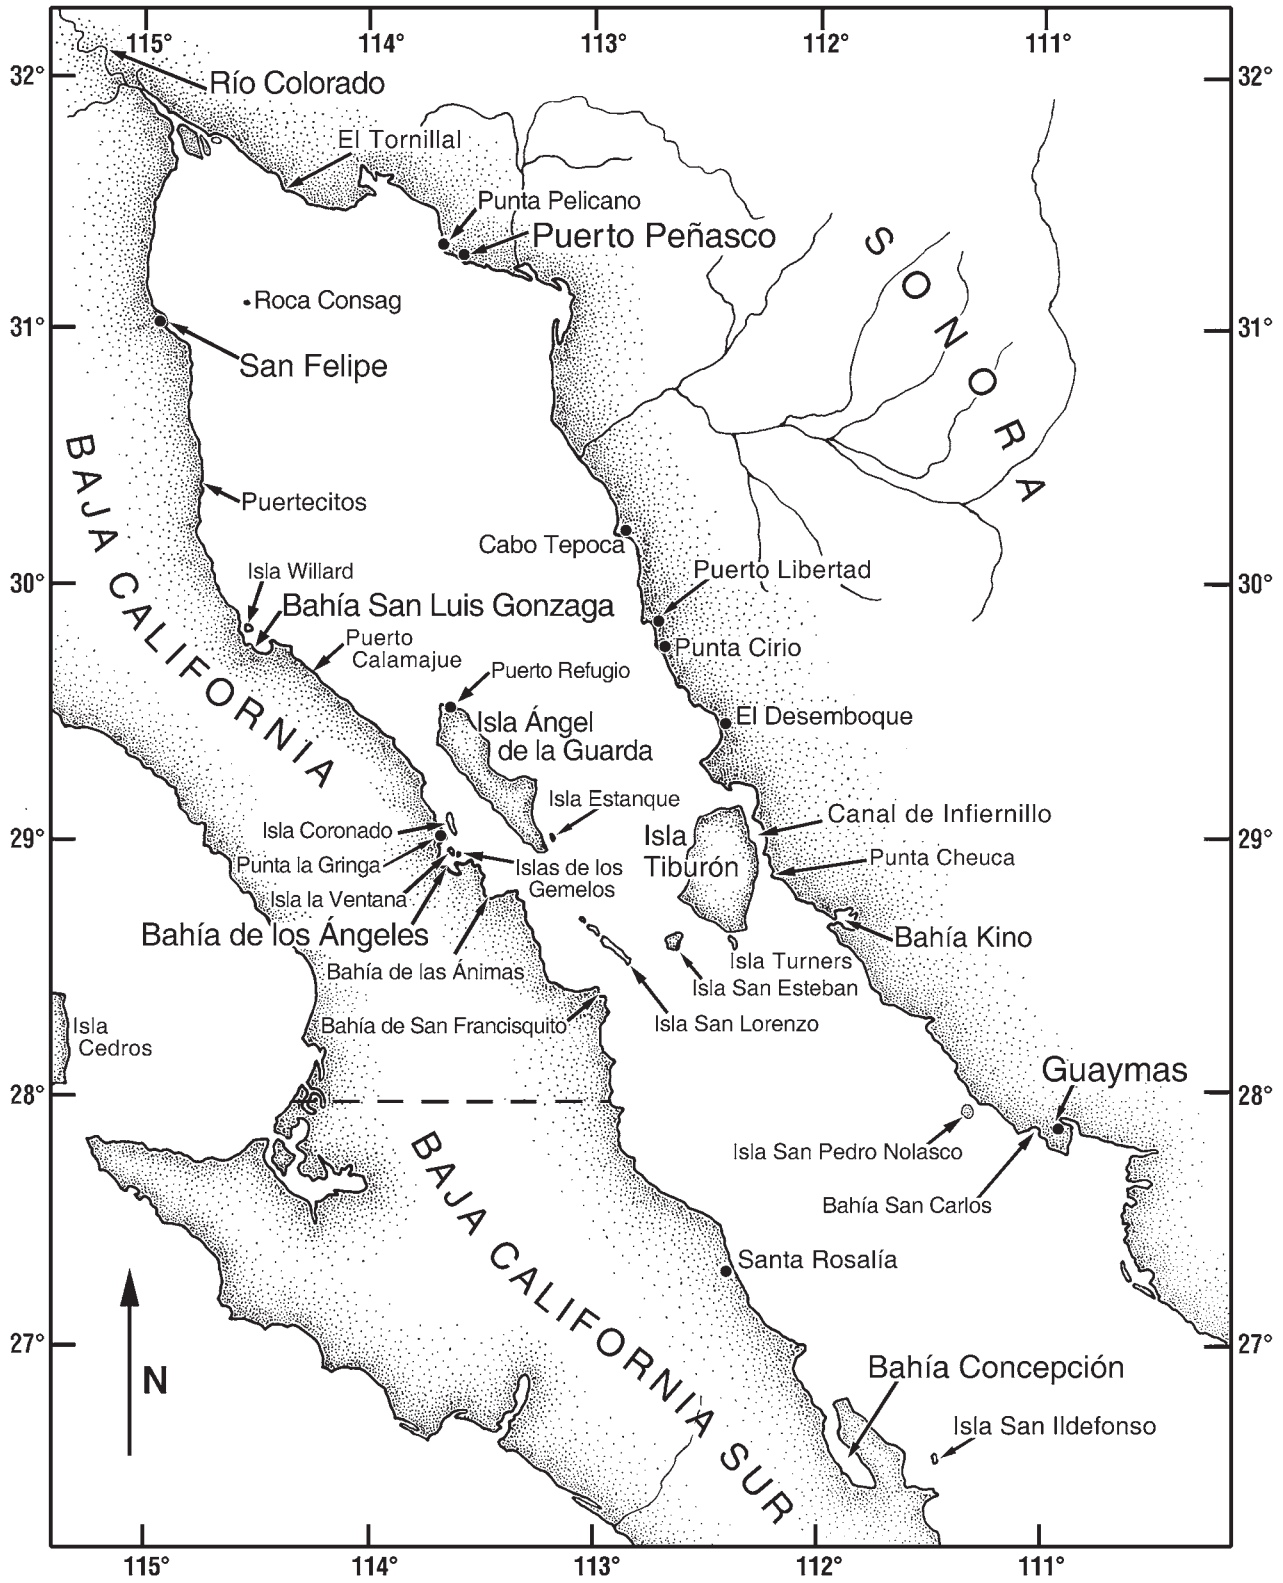 115°
114°
113°
112°
111°
32°
32°
Río Colorado
El Tornillal
Punta Pelicano
Puerto Peñasco
SONORA
Roca Consag
31°
31°
San Felipe
BAJA CALIFORNIA
Puertecitos
Cabo Tepoca
Isla Willard
Puerto Libertad
30°
30°
Bahía San Luis Gonzaga
Puerto
Calamajue
Punta Cirio
Puerto Refugio
Isla Ángel
de la Guarda
El Desemboque
Isla Estanque
Canal de Infiernillo
Isla Coronado
Isla
Tiburón
29°
29°
Punta la Gringa
Islas de los
Gemelos
Punta Cheuca
Isla la Ventana
Bahía de los Ángeles
Bahía Kino
Isla Turners
Bahía de las Ánimas
Isla San Esteban
Bahía de San Francisquito
Isla San Lorenzo
Isla
Cedros
Guaymas
28°
28°
Isla San Pedro Nolasco
BAJA CALIFORNIA SUR
Bahía San Carlos
Santa Rosalía
27°
27°
N
Bahía Concepción
Isla San Ildefonso
115°
114°
113°
112°
111°